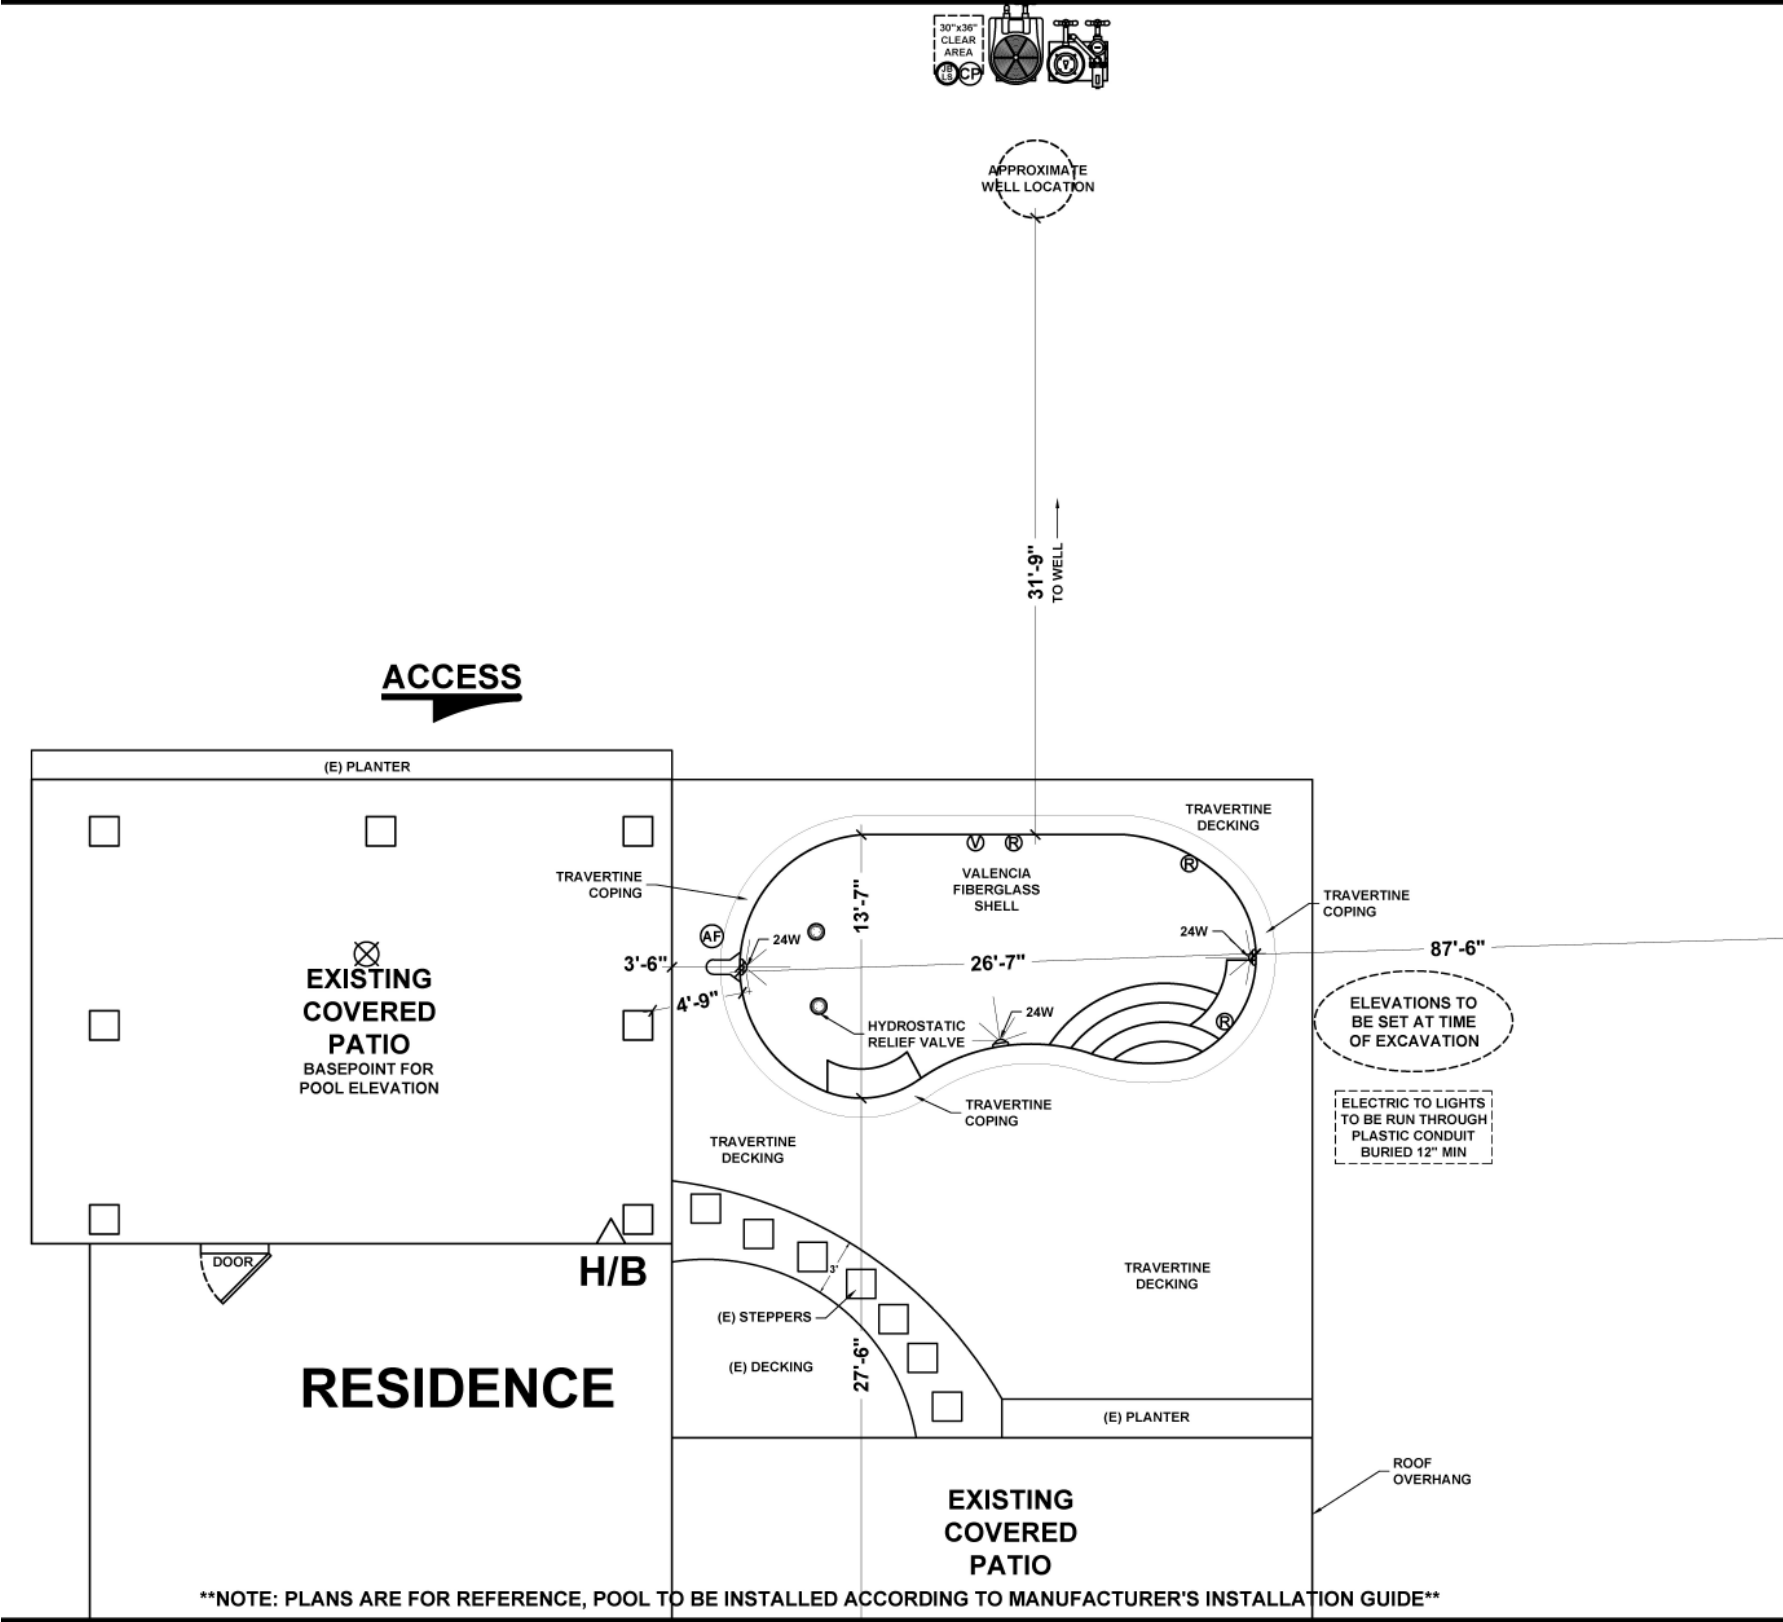 30"x36"
CLEAR
AREA
JB
LS
CP
APPROXIMATE
WELL LOCATION
31'-9"
TO WELL
ACCESS
(E) PLANTER
TRAVERTINE
DECKING
V
R
R
VALENCIA
FIBERGLASS
SHELL
TRAVERTINE
COPING
13'-7"
TRAVERTINE
COPING
AF
24W
24W
87'-6"
3'-6"
26'-7"
EXISTING
COVERED
PATIO
BASEPOINT FOR
POOL ELEVATION
4'-9"
24W
R
HYDROSTATIC
RELIEF VALVE
ELEVATIONS TO
BE SET AT TIME
OF EXCAVATION
ELECTRIC TO LIGHTS
TO BE RUN THROUGH
PLASTIC CONDUIT
BURIED 12" MIN
TRAVERTINE
COPING
TRAVERTINE
DECKING
DOOR
H/B
3'
TRAVERTINE
DECKING
(E) STEPPERS
(E) DECKING
27'-6"
RESIDENCE
(E) PLANTER
ROOF
OVERHANG
EXISTING
COVERED
PATIO
**NOTE: PLANS ARE FOR REFERENCE, POOL TO BE INSTALLED ACCORDING TO MANUFACTURER'S INSTALLATION GUIDE**